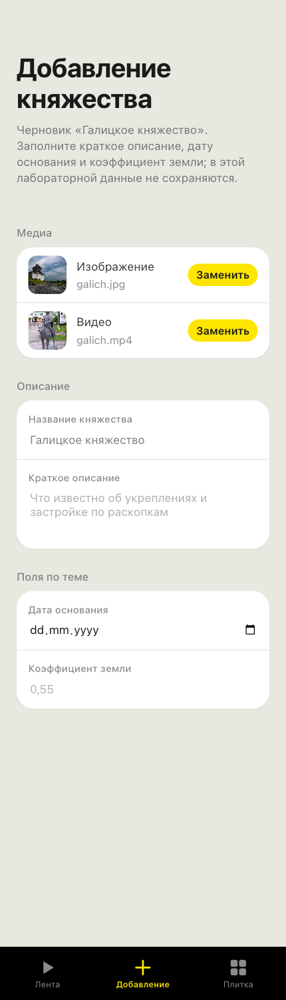 Добавление
княжества
Черновик «Галицкое княжество».
Заполните краткое описание, дату
основания и коэффициент земли; в этой
лабораторной данные не сохраняются.
Медиа
Изображение
galich.jpg
Заменить
Видео
galich.mp4
Заменить
Описание
Название княжества
Галицкое княжество
Краткое описание
Что известно об укреплениях и
застройке по раскопкам
Поля по теме
Дата основания
dd.mm.yyyy
Коэффициент земли
0,55
Лента
Добавление
Плитка